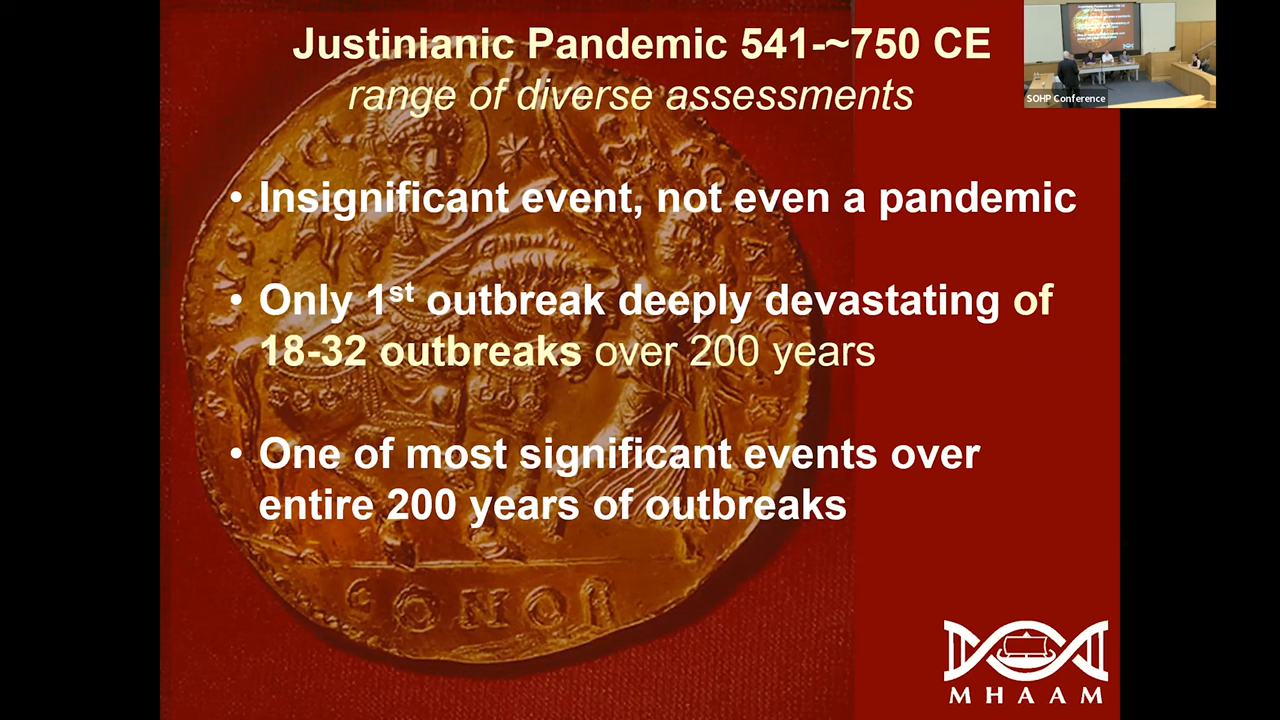 Justinianic Pandemic 541-~750 CE
range of diverse assessments
SOHP Conference
• Insignificant event, not even a pandemic
• Only 1st outbreak deeply devastating of
18-32 outbreaks over 200 years
• One of most significant events over
entire 200 years of outbreaks
CONOB
MHAAM